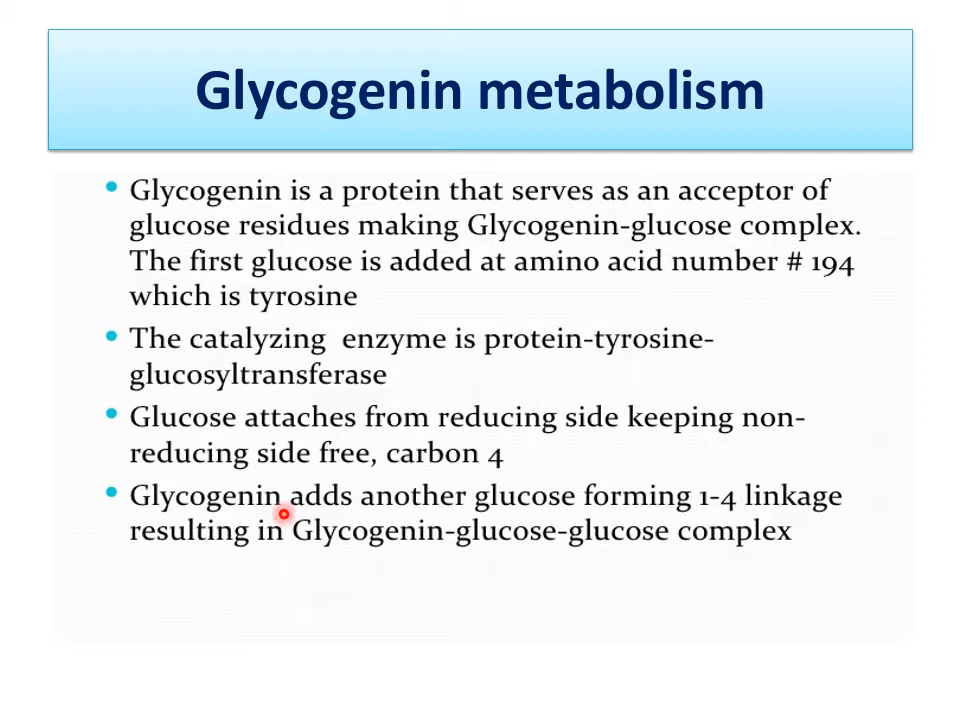 Glycogenin metabolism
• Glycogenin is a protein that serves as an acceptor of
glucose residues making Glycogenin-glucose complex.
The first glucose is added at amino acid number # 194
which is tyrosine
• The catalyzing  enzyme is protein-tyrosine-
glucosyltransferase
• Glucose attaches from reducing side keeping non-
reducing side free, carbon 4
• Glycogenin adds another glucose forming 1-4 linkage
resulting in Glycogenin-glucose-glucose complex